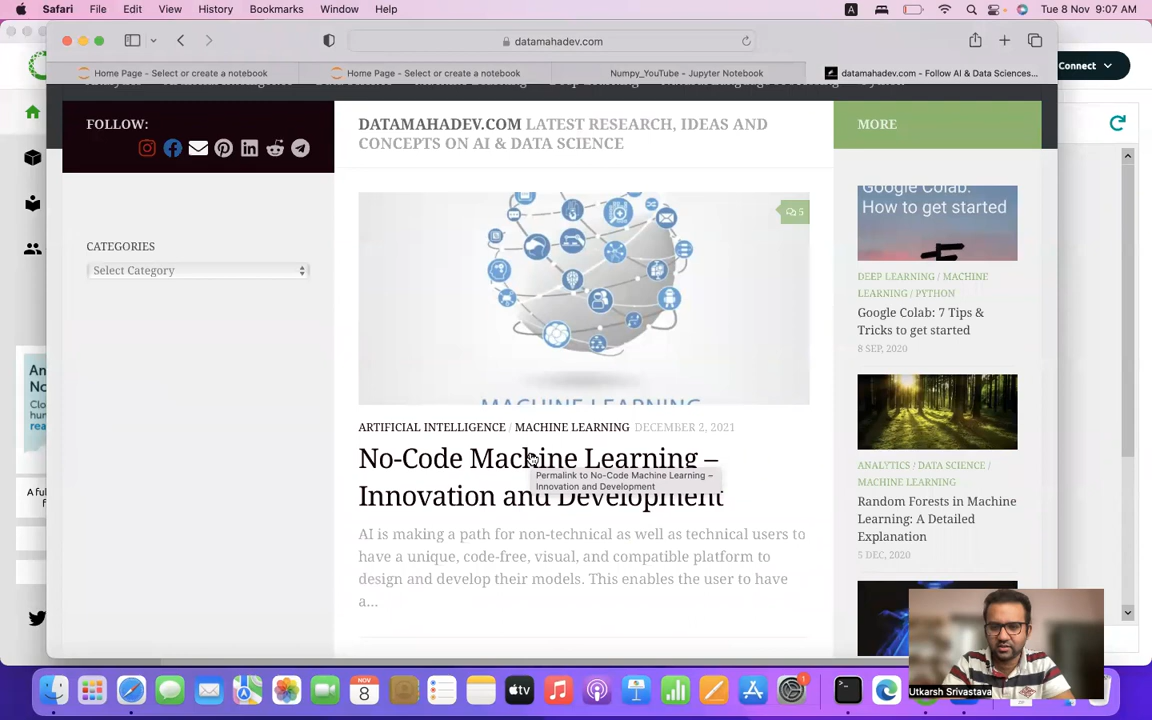 Safari File Edit View History Bookmarks Window Help
A
Tue 8 Nov 9:07 AM
datamahadev.com
Home Page - Select or create a notebook
Home Page - Select or create a notebook
Numpy_YouTube - Jupyter Notebook
datamahadev.com - Follow AI & Data Sciences...
Connect
FOLLOW:
DATAMAHADEV.COM LATEST RESEARCH, IDEAS AND
CONCEPTS ON AI & DATA SCIENCE
MORE
CATEGORIES
Select Category
5
MACHINE LEARNING
ARTIFICIAL INTELLIGENCE / MACHINE LEARNING DECEMBER 2, 2021
No-Code Machine Learning –
Innovation and Development
Permalink to No-Code Machine Learning –
Innovation and Development
AI is making a path for non-technical as well as technical users to
have a unique, code-free, visual, and compatible platform to
design and develop their models. This enables the user to have
a...
Google Colab:
How to get started
DEEP LEARNING / MACHINE
LEARNING / PYTHON
Google Colab: 7 Tips &
Tricks to get started
8 SEP, 2020
ANALYTICS / DATA SCIENCE /
MACHINE LEARNING
Random Forests in Machine
Learning: A Detailed
Explanation
5 DEC, 2020
Utkarsh Srivastava
NOV
8
tv
1